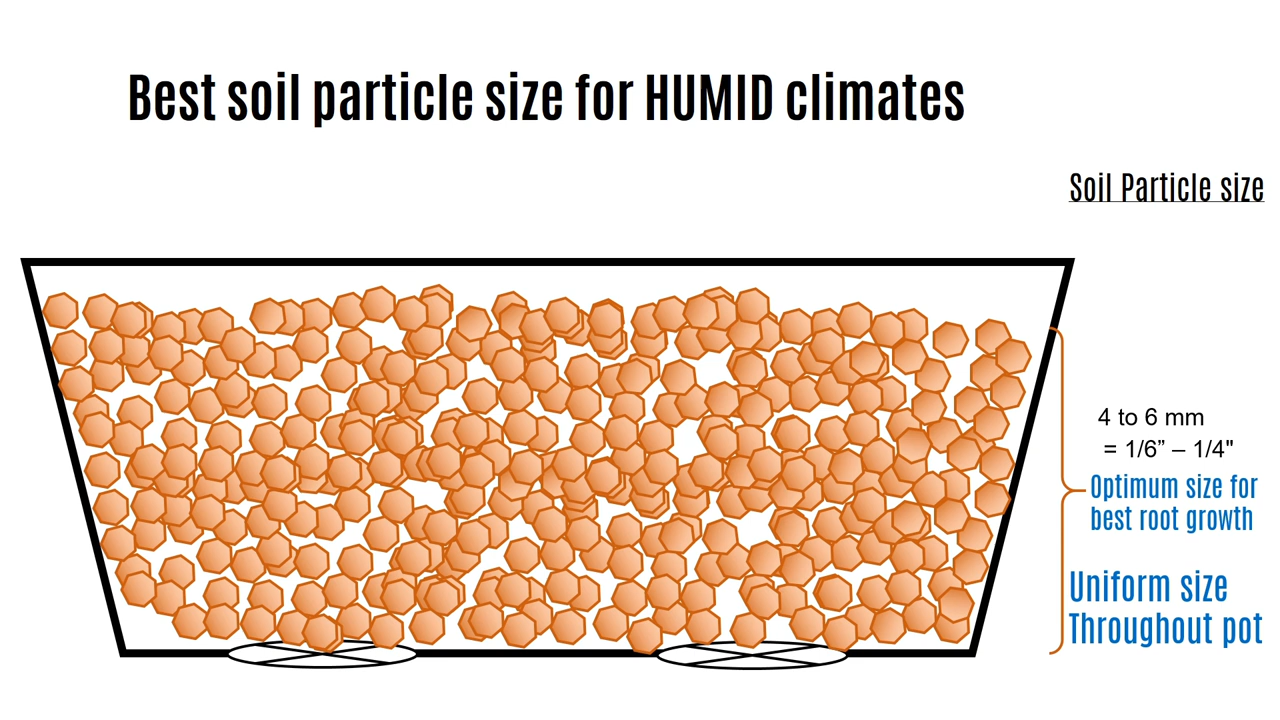 Best soil particle size for HUMID climates
Soil Particle size
4 to 6 mm
= 1/6” – 1/4"
Optimum size for
best root growth
Uniform size
Throughout pot